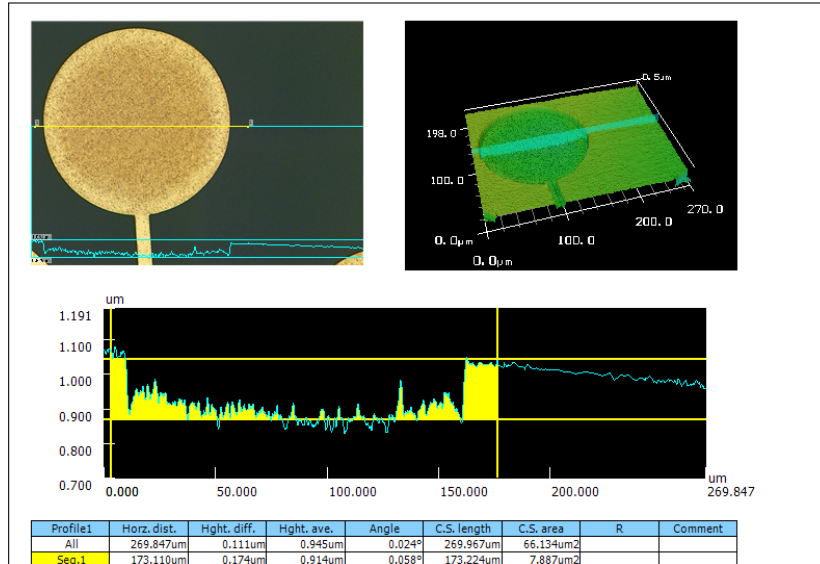 0.5µm
198.0
100.0
270.0
200.0
100.0
0.0µm
0.0µm
um
1.191
1.100
1.000
0.900
0.800
0.700
um
0.000 50.000 100.000 150.000 200.000 269.847
Profile1 Horz. dist. Hght. diff. Hght. ave. Angle C.S. length C.S. area R Comment
All 269.847um 0.111um 0.945um 0.024° 269.967um 66.134um2
Seg.1 173.110um 0.174um 0.914um 0.058° 173.224um 7.887um2